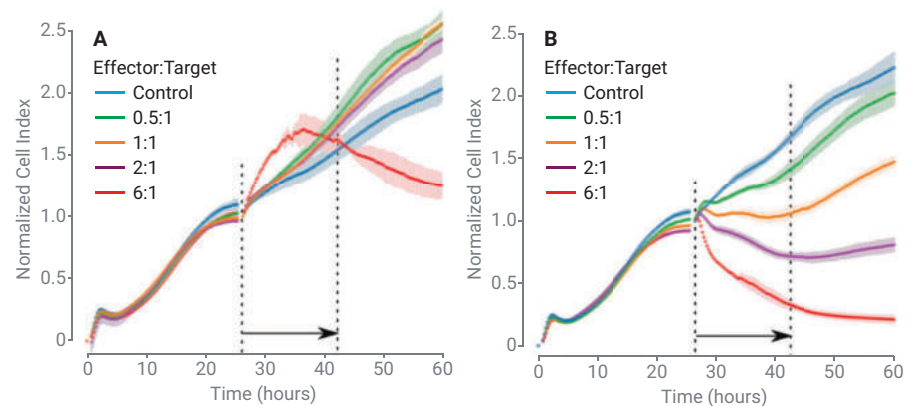 A
Effector:Target
Control
0.5:1
1:1
2:1
6:1
Normalized Cell Index
2.5
2.0
1.5
1.0
0.5
0
0 10 20 30 40 50 60
Time (hours)
B
Effector:Target
Control
0.5:1
1:1
2:1
6:1
Normalized Cell Index
2.5
2.0
1.5
1.0
0.5
0
0 10 20 30 40 50 60
Time (hours)